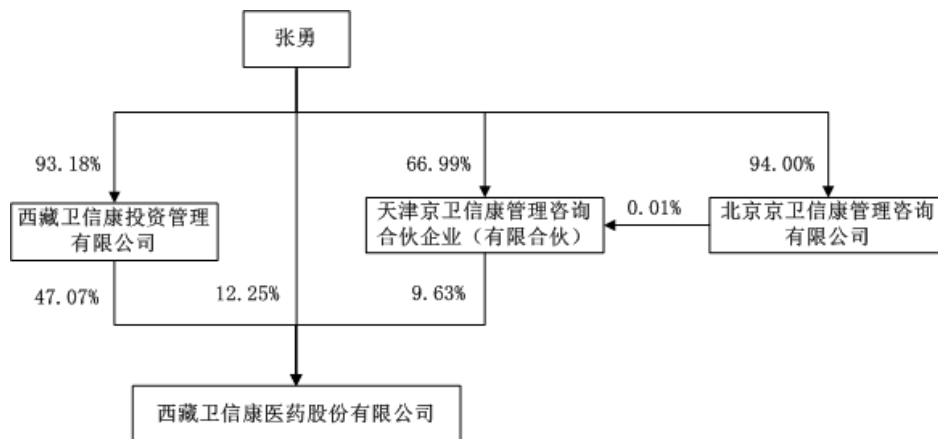 张勇
93.18%
66.99%
94.00%
西藏卫信康投资管理
有限公司
天津京卫信康管理咨询
合伙企业（有限合伙）
0.01%
北京京卫信康管理咨询
有限公司
47.07%
12.25%
9.63%
西藏卫信康医药股份有限公司